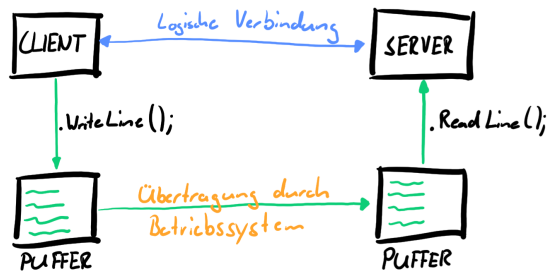 Logische Verbindung
CLIENT
SERVER
.WriteLine();
.ReadLine();
Übertragung durch
Betriebssystem
PUFFER
PUFFER